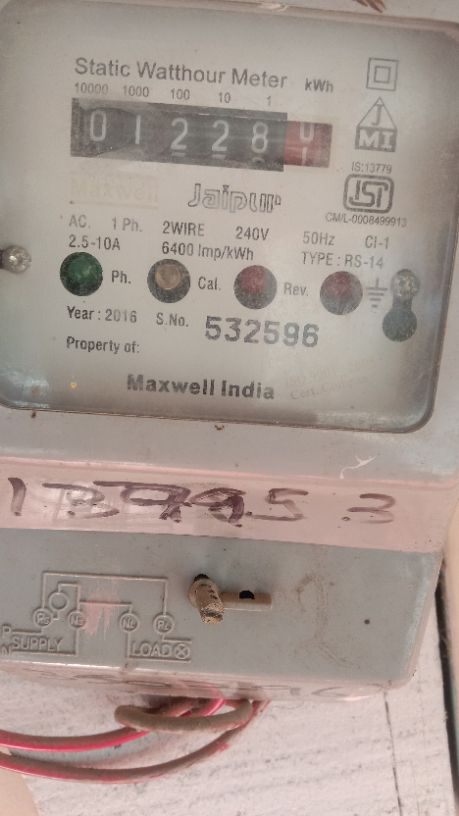 Static Watthour Meter kWh
10000 1000 100 10 1
0 1 2 2 8
JMI
IS:13779
Jaipur
ISI
CM/L-0008499913
AC. 1 Ph. 2WIRE 240V 50Hz Cl-1
2.5-10A 6400 Imp/kWh TYPE : RS-14
Ph. Cal. Rev.
Year : 2016 S.No. 532596
Property of:
Maxwell India
SUPPLY LOAD
P
N